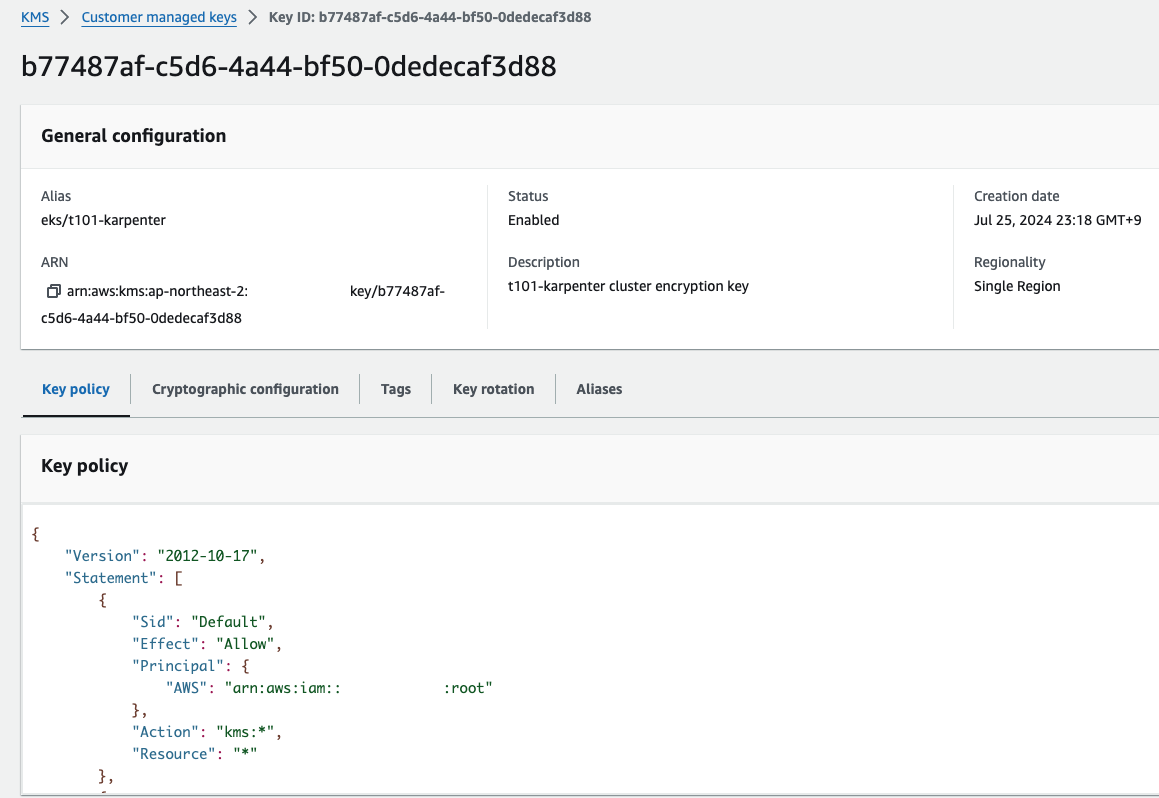 KMS > Customer managed keys > Key ID: b77487af-c5d6-4a44-bf50-0dedecaf3d88
b77487af-c5d6-4a44-bf50-0dedecaf3d88
General configuration
Alias
eks/t101-karpenter
ARN
arn:aws:kms:ap-northeast-2: key/b77487af-
c5d6-4a44-bf50-0dedecaf3d88
Status
Enabled
Description
t101-karpenter cluster encryption key
Creation date
Jul 25, 2024 23:18 GMT+9
Regionality
Single Region
Key policy Cryptographic configuration Tags Key rotation Aliases
Key policy
{
    "Version": "2012-10-17",
    "Statement": [
        {
            "Sid": "Default",
            "Effect": "Allow",
            "Principal": {
                "AWS": "arn:aws:iam:: :root"
            },
            "Action": "kms:*",
            "Resource": "*"
        },